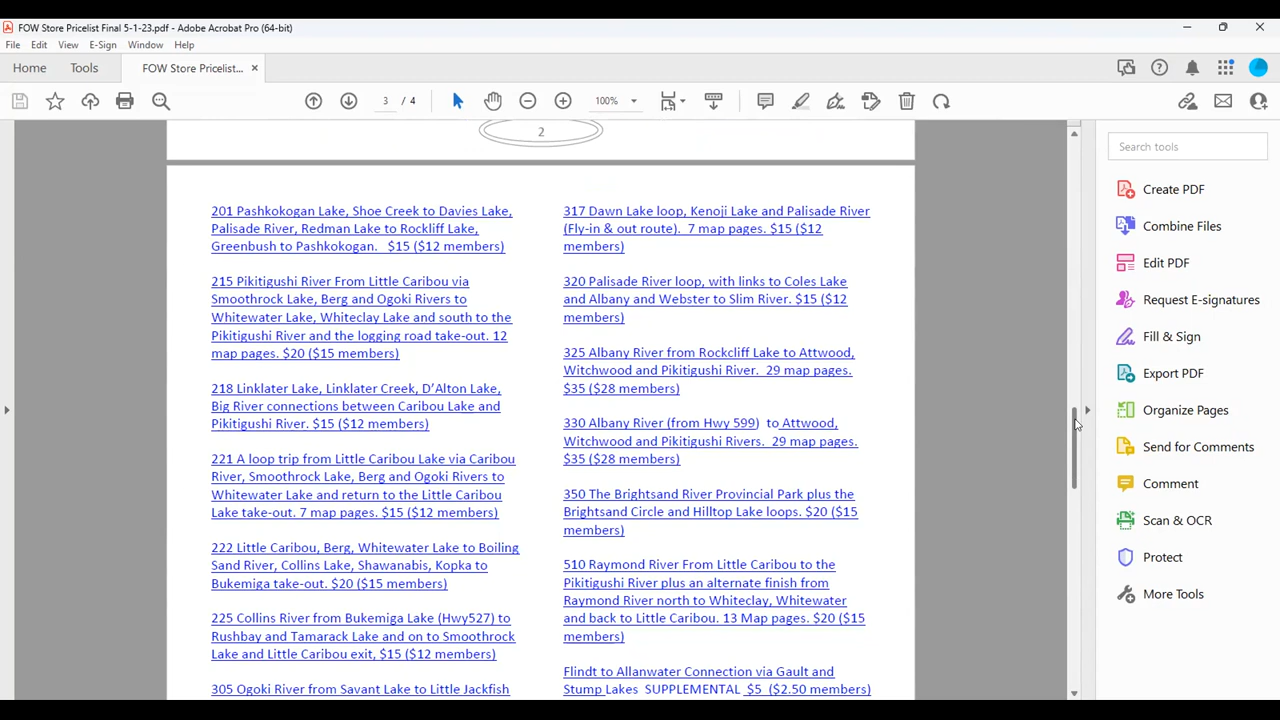 FOW Store Pricelist Final 5-1-23.pdf - Adobe Acrobat Pro (64-bit)
File Edit View E-Sign Window Help
Home Tools FOW Store Pricelist... ×
3 / 4 100%
2
201 Pashkokogan Lake, Shoe Creek to Davies Lake,
Palisade River, Redman Lake to Rockliff Lake,
Greenbush to Pashkokogan. $15 ($12 members)
215 Pikitigushi River From Little Caribou via
Smoothrock Lake, Berg and Ogoki Rivers to
Whitewater Lake, Whiteclay Lake and south to the
Pikitigushi River and the logging road take-out. 12
map pages. $20 ($15 members)
218 Linklater Lake, Linklater Creek, D'Alton Lake,
Big River connections between Caribou Lake and
Pikitigushi River. $15 ($12 members)
221 A loop trip from Little Caribou Lake via Caribou
River, Smoothrock Lake, Berg and Ogoki Rivers to
Whitewater Lake and return to the Little Caribou
Lake take-out. 7 map pages. $15 ($12 members)
222 Little Caribou, Berg, Whitewater Lake to Boiling
Sand River, Collins Lake, Shawanabis, Kopka to
Bukemiga take-out. $20 ($15 members)
225 Collins River from Bukemiga Lake (Hwy527) to
Rushbay and Tamarack Lake and on to Smoothrock
Lake and Little Caribou exit, $15 ($12 members)
305 Ogoki River from Savant Lake to Little Jackfish
317 Dawn Lake loop, Kenoji Lake and Palisade River
(Fly-in & out route). 7 map pages. $15 ($12
members)
320 Palisade River loop, with links to Coles Lake
and Albany and Webster to Slim River. $15 ($12
members)
325 Albany River from Rockcliff Lake to Attwood,
Witchwood and Pikitigushi River. 29 map pages.
$35 ($28 members)
330 Albany River (from Hwy 599) to Attwood,
Witchwood and Pikitigushi Rivers. 29 map pages.
$35 ($28 members)
350 The Brightsand River Provincial Park plus the
Brightsand Circle and Hilltop Lake loops. $20 ($15
members)
510 Raymond River From Little Caribou to the
Pikitigushi River plus an alternate finish from
Raymond River north to Whiteclay, Whitewater
and back to Little Caribou. 13 Map pages. $20 ($15
members)
Flindt to Allanwater Connection via Gault and
Stump Lakes SUPPLEMENTAL $5 ($2.50 members)
Search tools
Create PDF
Combine Files
Edit PDF
Request E-signatures
Fill & Sign
Export PDF
Organize Pages
Send for Comments
Comment
Scan & OCR
Protect
More Tools